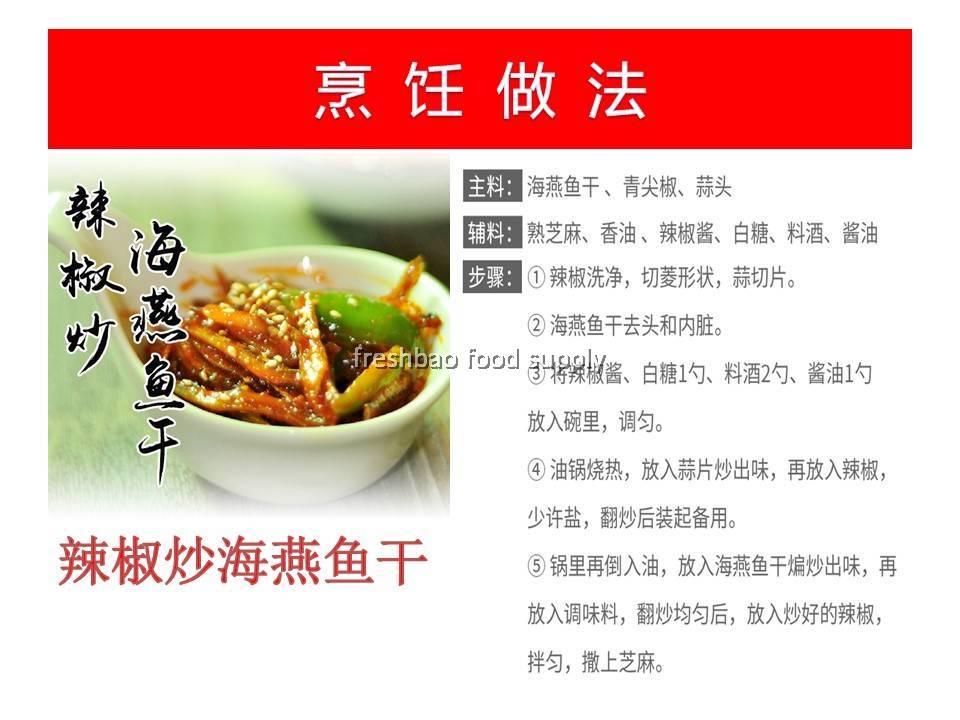 烹饪做法
辣椒炒
海燕鱼干
辣椒炒海燕鱼干
主料： 海燕鱼干 、青尖椒、蒜头
辅料： 熟芝麻、香油 、辣椒酱、白糖、料酒、酱油
步骤： ① 辣椒洗净，切菱形状，蒜切片。
② 海燕鱼干去头和内脏。
freshbao food supply
③ 将辣椒酱、白糖1勺、料酒2勺、酱油1勺
放入碗里，调匀。
④ 油锅烧热，放入蒜片炒出味，再放入辣椒，
少许盐，翻炒后装起备用。
⑤ 锅里再倒入油，放入海燕鱼干煸炒出味，再
放入调味料，翻炒均匀后，放入炒好的辣椒，
拌匀，撒上芝麻。